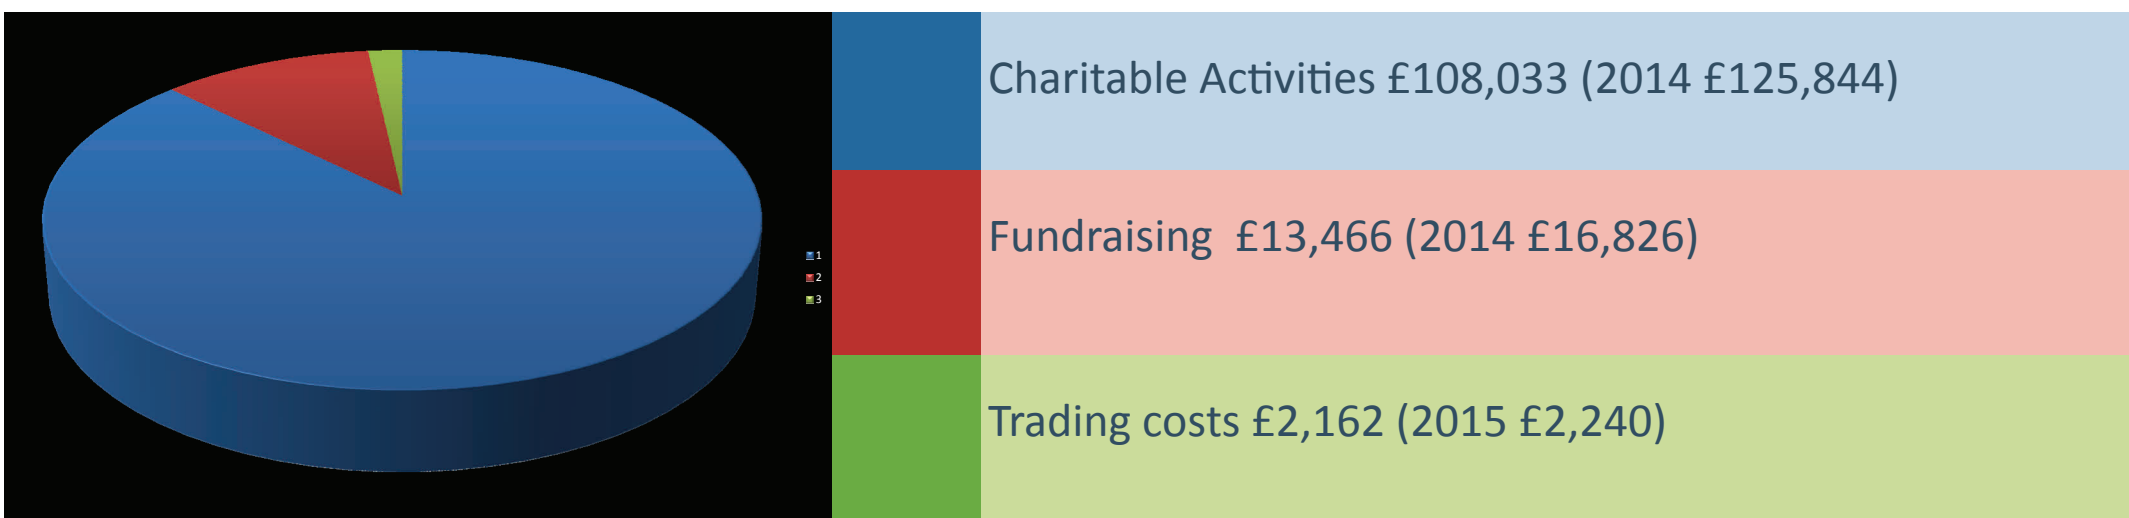 1
2
3
Charitable Activities £108,033 (2014 £125,844)
Fundraising  £13,466 (2014 £16,826)
Trading costs £2,162 (2015 £2,240)